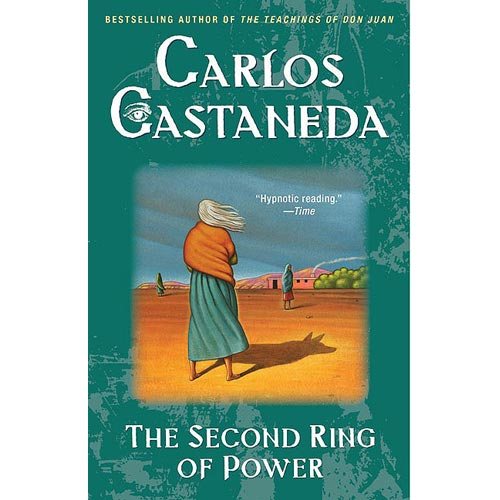 BESTSELLING AUTHOR OF THE TEACHINGS OF DON JUAN
CARLOS
CASTANEDA
“Hypnotic reading.”
—Time
THE SECOND RING
OF POWER